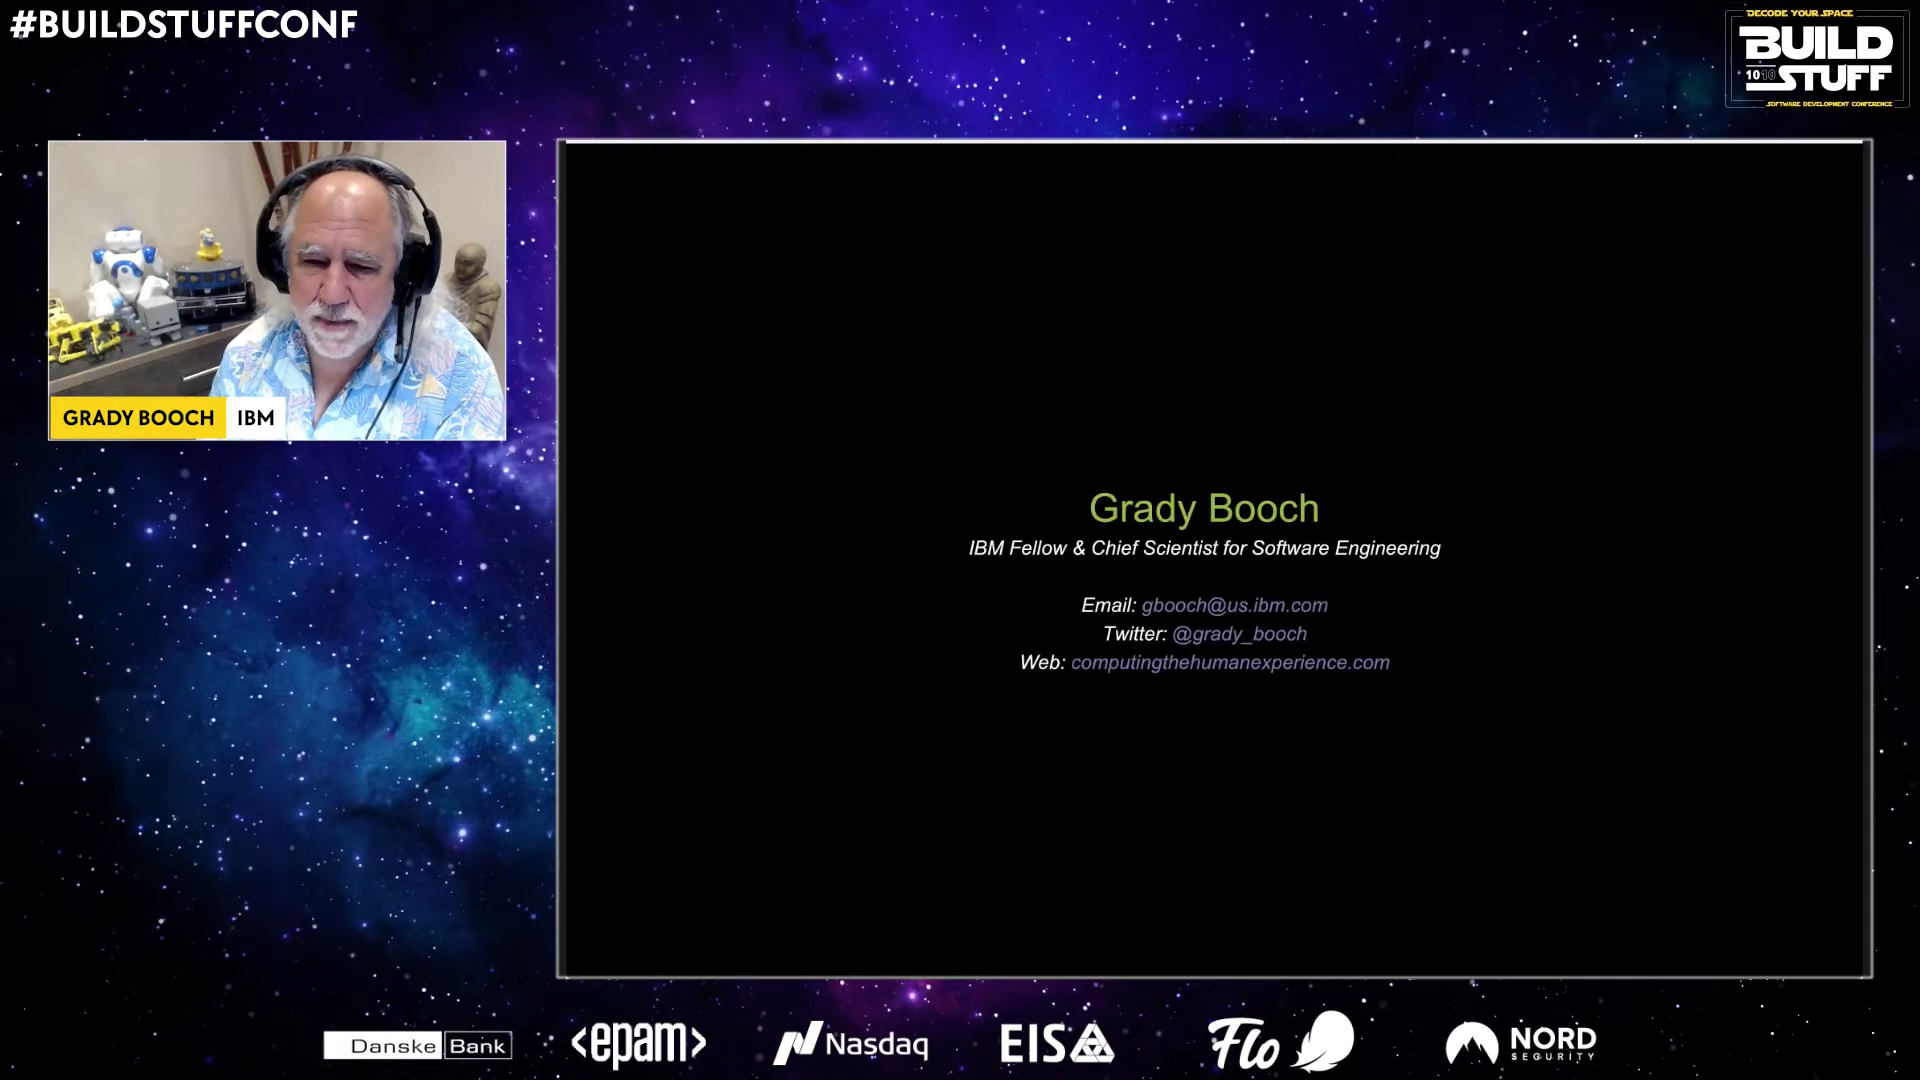 #BUILDSTUFFCONF
DECODE YOUR SPACE
BUILD
1010 STUFF
SOFTWARE DEVELOPMENT CONFERENCE
GRADY BOOCH IBM
Grady Booch
IBM Fellow & Chief Scientist for Software Engineering
Email: gbooch@us.ibm.com
Twitter: @grady_booch
Web: computingthehumanexperience.com
Danske Bank
<epam>
Nasdaq
EIS
Flo
NORD
SECURITY